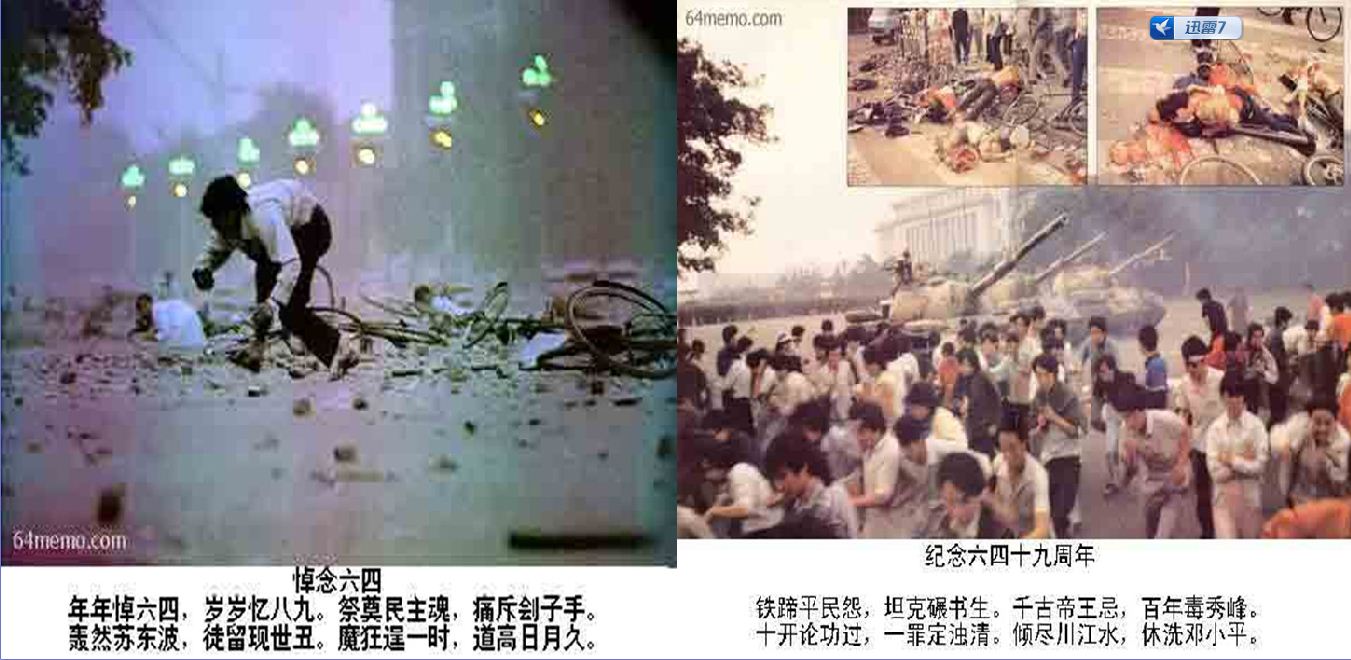 64memo.com
悼念六四
年年悼六四，岁岁忆八九。祭奠民主魂，痛斥刽子手。
轰然苏东波，徒留现世丑。魔狂逞一时，道高日月久。
64memo.com
迅雷7
纪念六四十九周年
铁蹄平民怨，坦克碾书生。千古帝王忌，百年毒秀峰。
十开论功过，一罪定浊清。倾尽川江水，休洗邓小平。